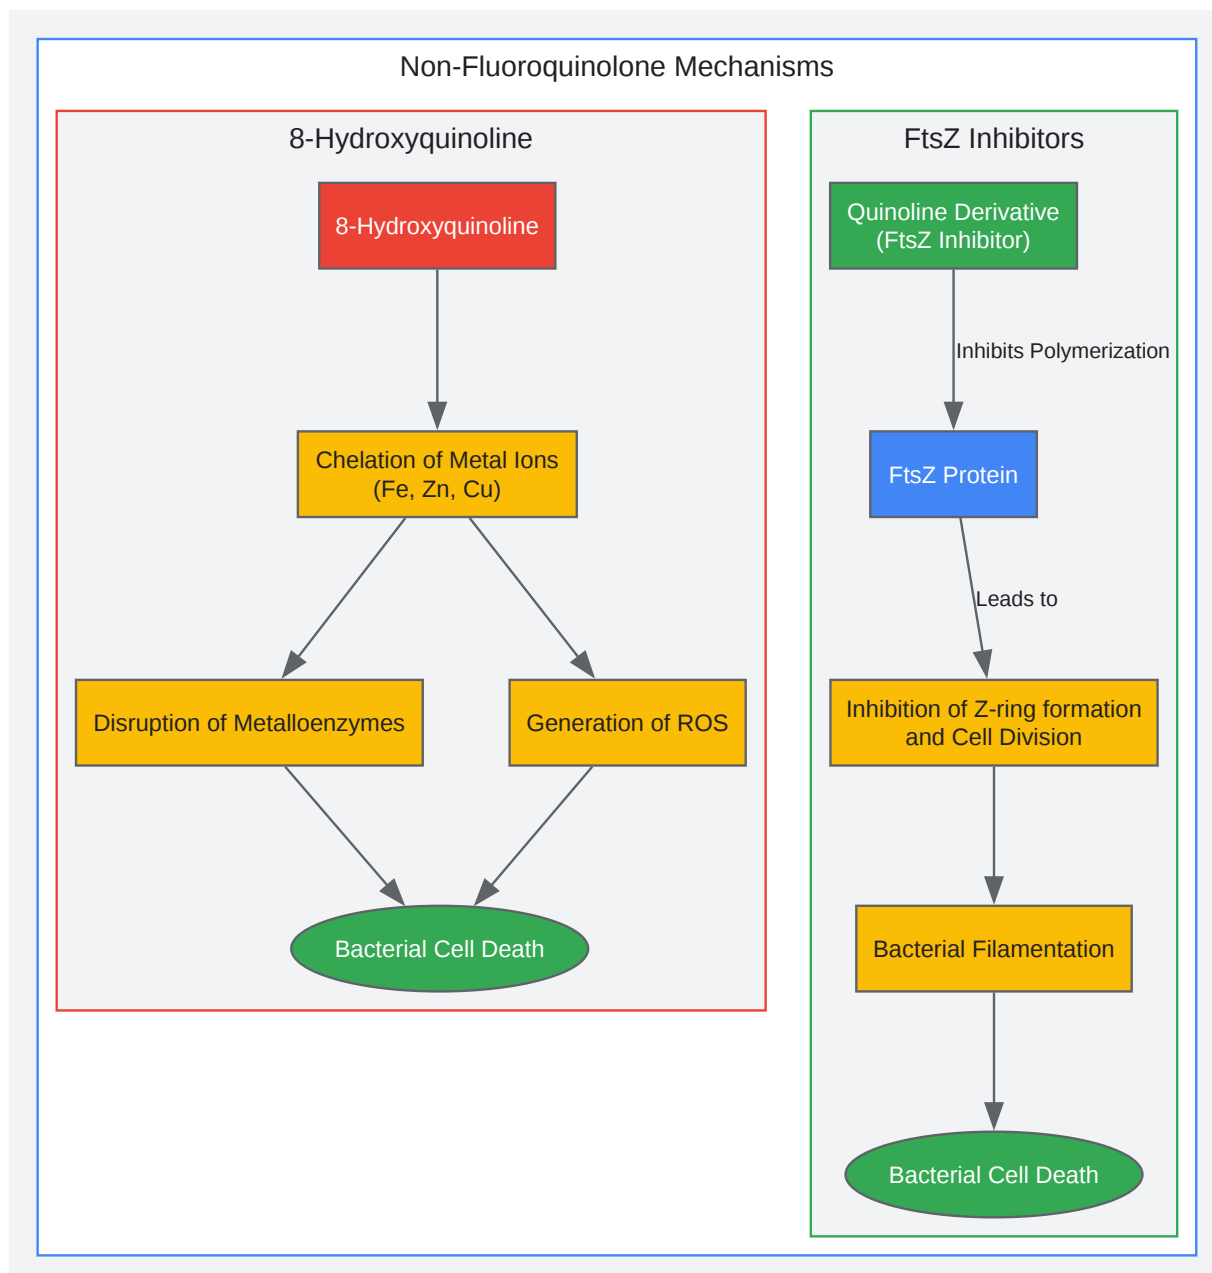 Non-Fluoroquinolone Mechanisms
8-Hydroxyquinoline
8-Hydroxyquinoline
Chelation of Metal Ions
(Fe, Zn, Cu)
Disruption of Metalloenzymes
Generation of ROS
Bacterial Cell Death
FtsZ Inhibitors
Quinoline Derivative
(FtsZ Inhibitor)
Inhibits Polymerization
FtsZ Protein
Leads to
Inhibition of Z-ring formation
and Cell Division
Bacterial Filamentation
Bacterial Cell Death